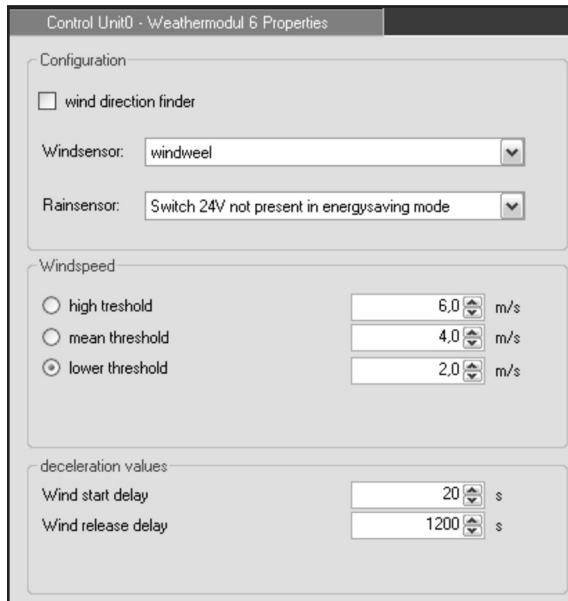 Control Unit0 - Weathermodul 6 Properties
Configuration
wind direction finder
Windsensor: windweel
Rainsensor: Switch 24V not present in energysaving mode
Windspeed
high treshold 6,0 m/s
mean threshold 4,0 m/s
lower threshold 2,0 m/s
deceleration values
Wind start delay 20 s
Wind release delay 1200 s